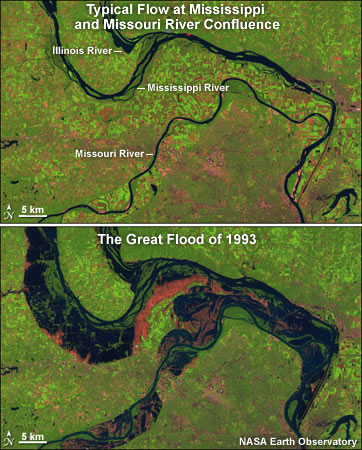 Typical Flow at Mississippi
and Missouri River Confluence
Illinois River
Mississippi River
Missouri River
N
5 km
The Great Flood of 1993
N
5 km
NASA Earth Observatory